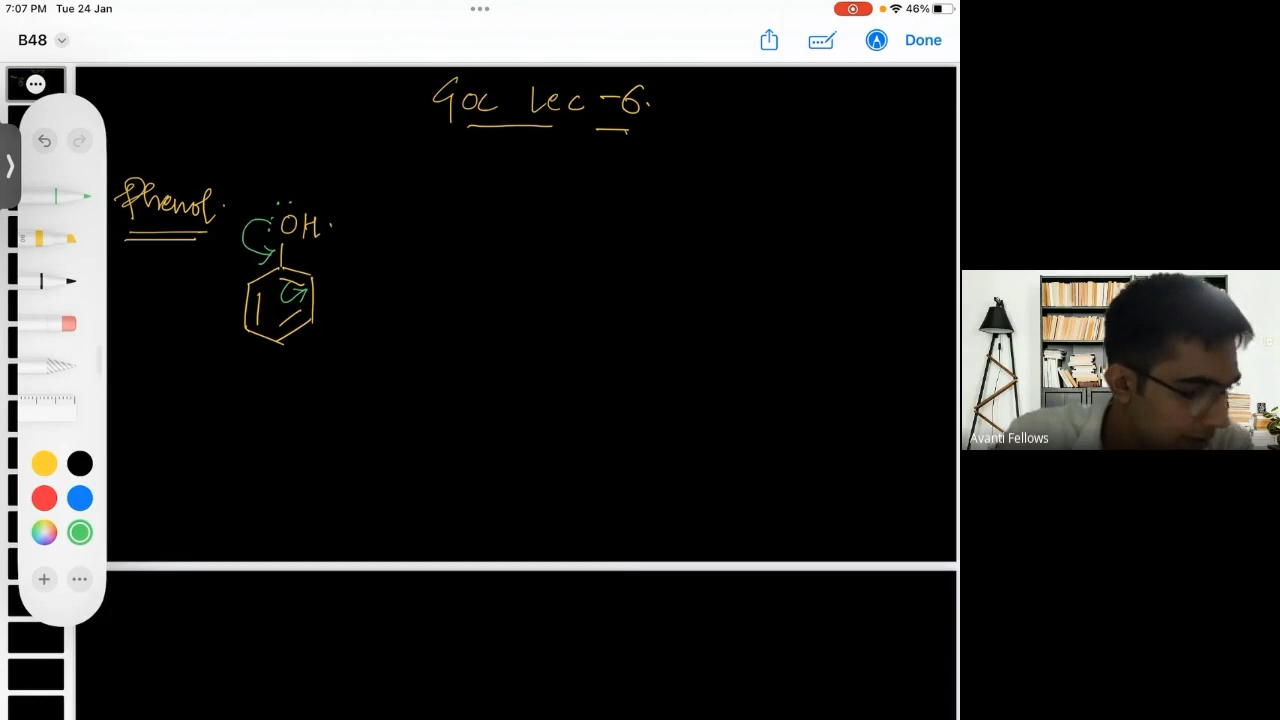 7:07 PM Tue 24 Jan
46%
B48
Done
Goc Lec -6.
Phenol.
:OH.
Avanti Fellows